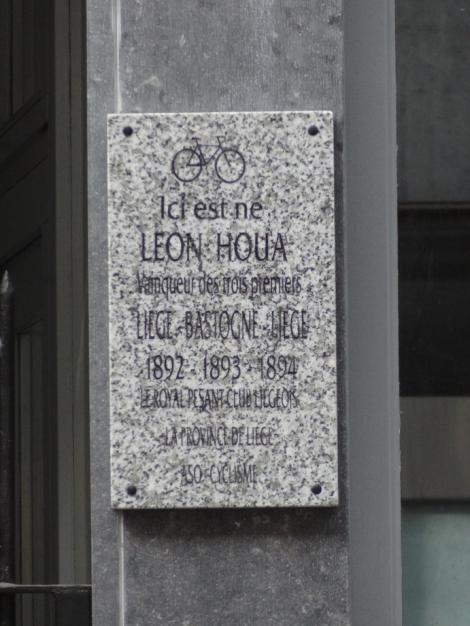 Ici est ne
LEON HOUA
Vainqueur des trois premiers
LIEGE - BASTOGNE - LIEGE
1892 - 1893 - 1894
LE ROYAL PESANT CLUB LIEGEOIS
LA PROVINCE DE LIEGE
ASO - CYCLISME